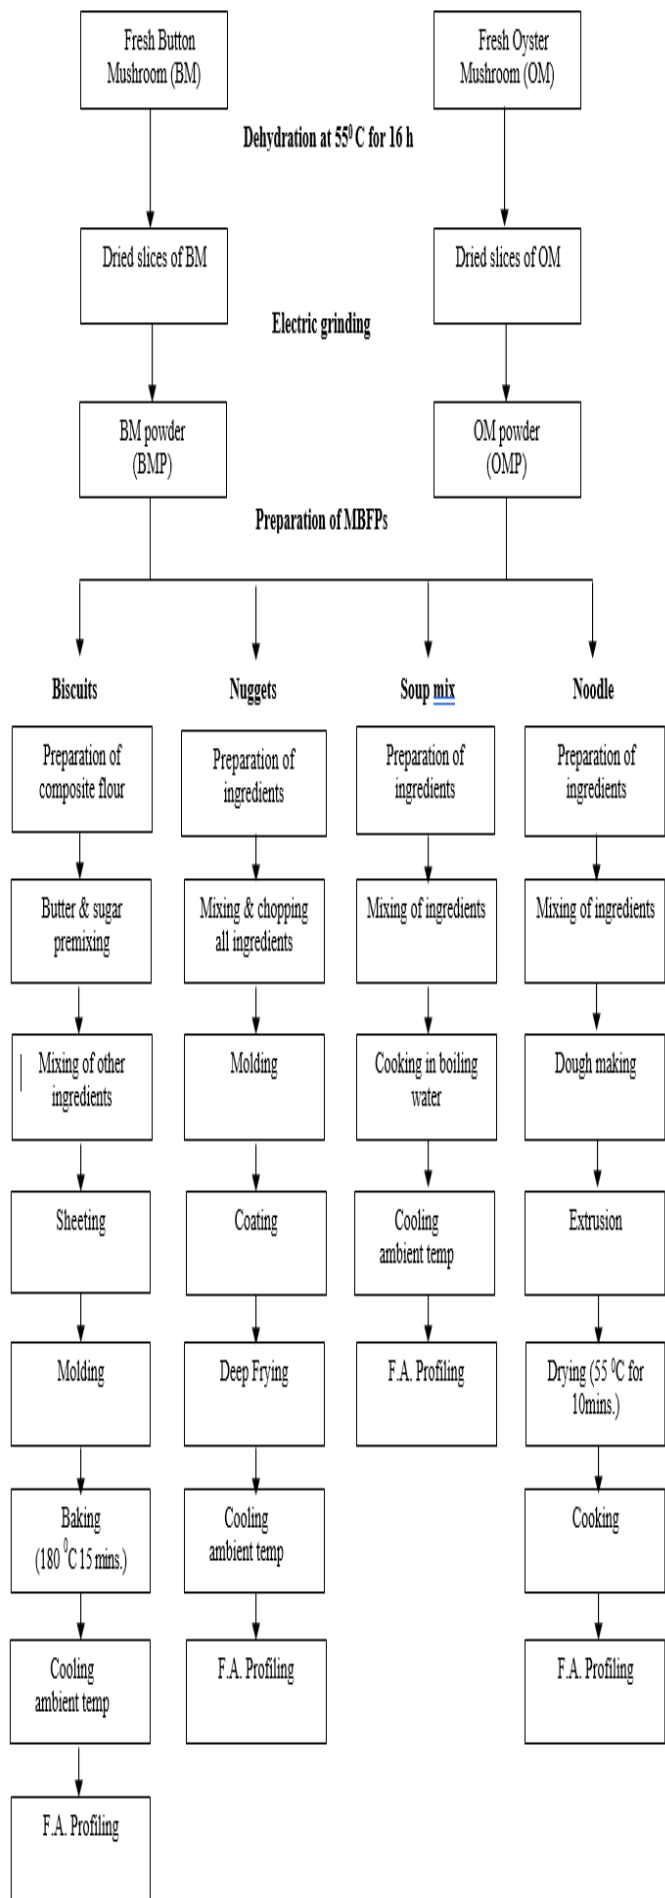 Fresh Button
Mushroom (BM)
Fresh Oyster
Mushroom (OM)
Dehydration at 55⁰ C for 16 h
Dried slices of BM
Dried slices of OM
Electric grinding
BM powder
(BMP)
OM powder
(OMP)
Preparation of MBFPs
Biscuits
Nuggets
Soup mix
Noodle
Preparation of
composite flour
Preparation of
ingredients
Preparation of
ingredients
Preparation of
ingredients
Butter & sugar
premixing
Mixing & chopping
all ingredients
Mixing of ingredients
Mixing of ingredients
Mixing of other
ingredients
Molding
Cooking in boiling
water
Dough making
Sheeting
Coating
Cooling
ambient temp
Extrusion
Molding
Deep Frying
F.A. Profiling
Drying (55 ⁰C for
10mins.)
Baking
(180 ⁰C 15 mins.)
Cooling
ambient temp
Cooking
Cooling
ambient temp
F.A. Profiling
F.A. Profiling
F.A. Profiling